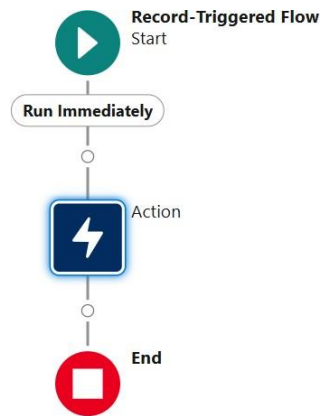 Record-Triggered Flow
Start
Run Immediately
Action
End